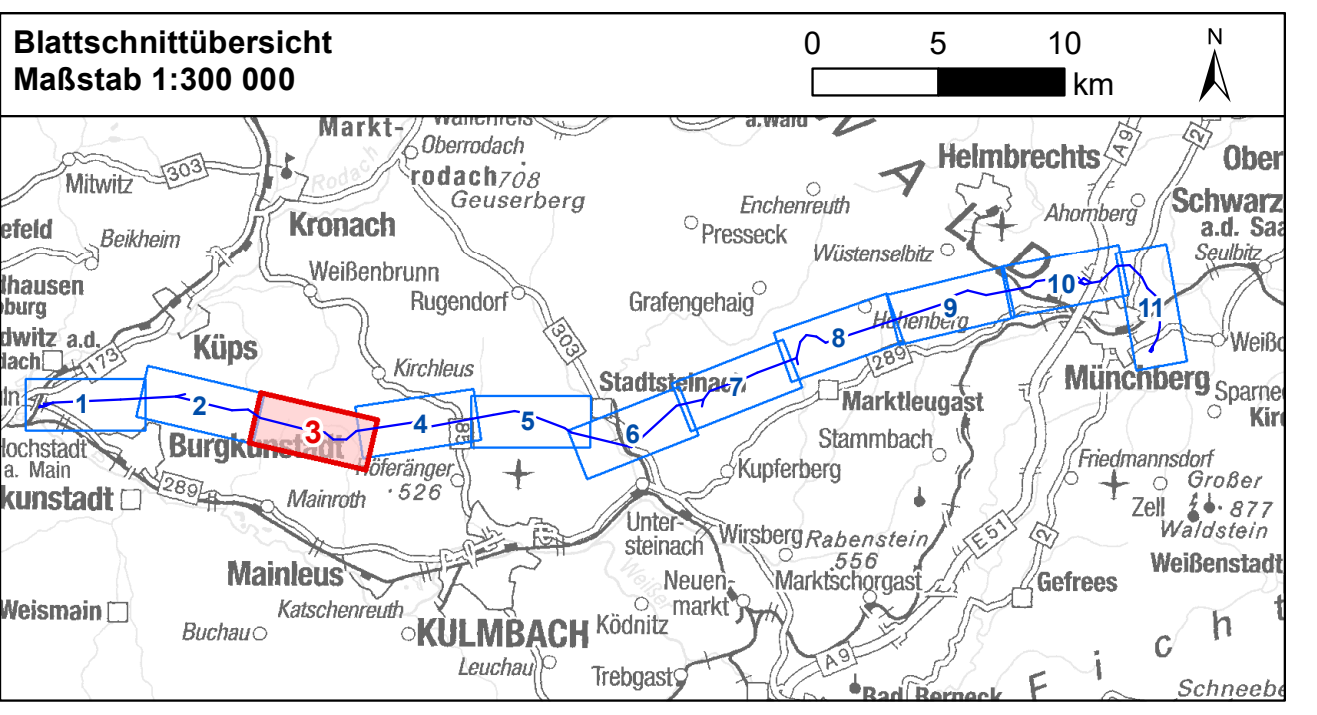 Blattschnittübersicht
Maßstab 1:300 000
0 5 10
km
N
Markt-
Oberrodach
rodach 708
Geuserberg
a.Wald
W A L D
Helmbrechts
A9
2
Ober
303
Mitwitz
Rodach
Kronach
Enchenreuth
Presseck
Ahornberg
Schwarz
a.d. Saa
efeld
Beikheim
Wüstenselbitz
Seulbitz
Weißenbrunn
Rugendorf
Grafengehaig
Hohenberg
dhausen
oburg
dwitz a.d.
dach
173
Küps
303
289
Kirchleus
Stadtsteinach
Münchberg
Marktleugast
Sparne
1
2
3
4
5
6
7
8
9
10
11
Burgkunstadt
85
Höferänger
526
Hochstadt
a. Main
kunstadt
289
Mainroth
Stammbach
Kupferberg
Friedmannsdorf
Großer
877
Waldstein
Zell
Unter-
steinach
Wirsberg
Rabenstein
556
E51
2
Weißenstadt
Mainleus
Katschenreuth
Weißer
Neuen-
markt
Marktschorgast
Gefrees
Weismain
Buchau
KULMBACH
Ködnitz
Leuchau
Trebgast
A9
Bad Berneck
F i c h t
Schneebe